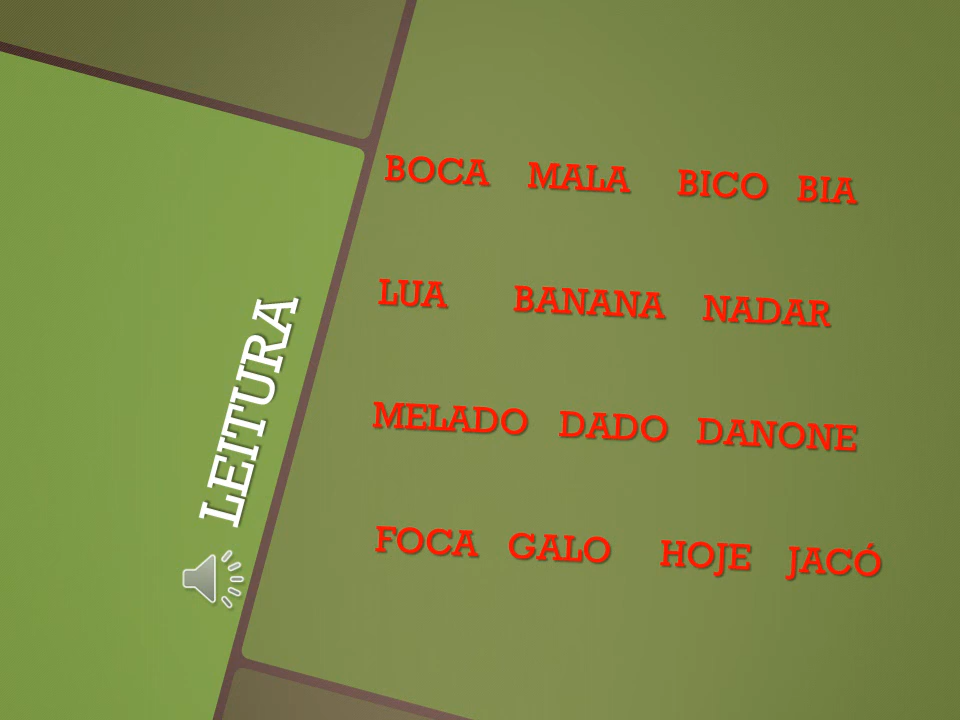 LEITURA
BOCA MALA BICO BIA
LUA BANANA NADAR
MELADO DADO DANONE
FOCA GALO HOJE JACÓ